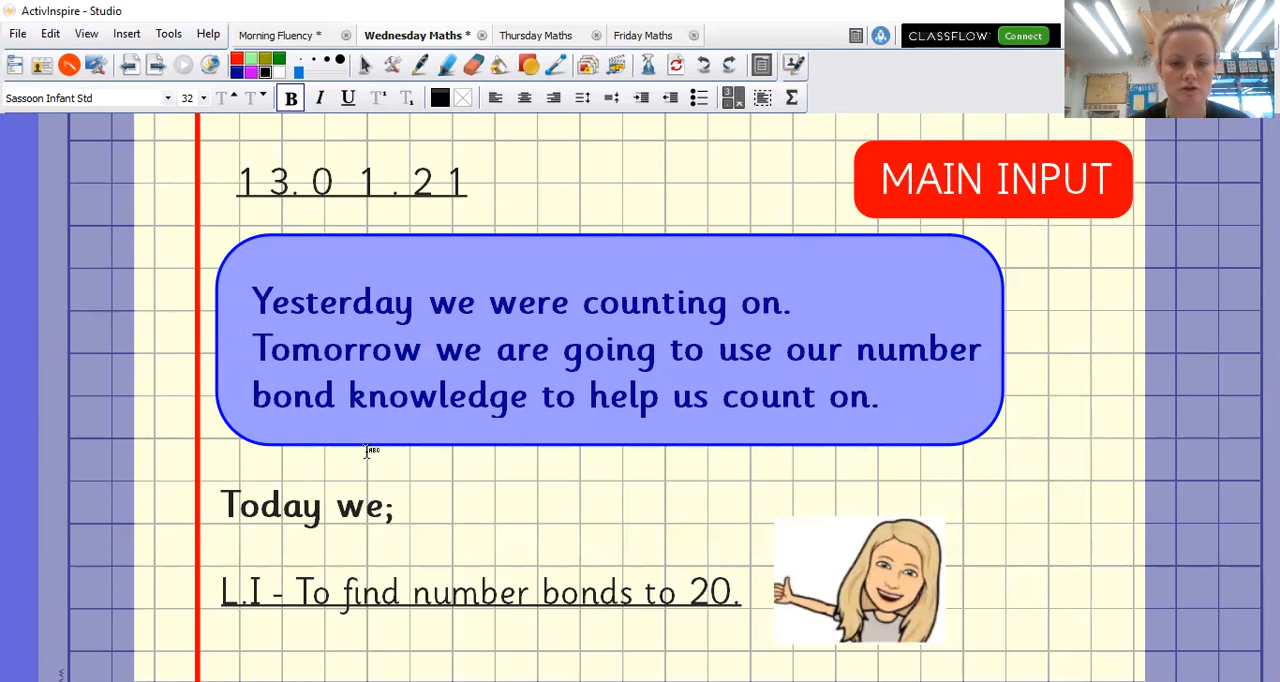 ActivInspire - Studio
File Edit View Insert Tools Help
Morning Fluency * Wednesday Maths * Thursday Maths Friday Maths
CLASSFLOW Connect
Sassoon Infant Std 32
13.01.21
MAIN INPUT
Yesterday we were counting on.
Tomorrow we are going to use our number
bond knowledge to help us count on.
Today we;
L.I - To find number bonds to 20.
English